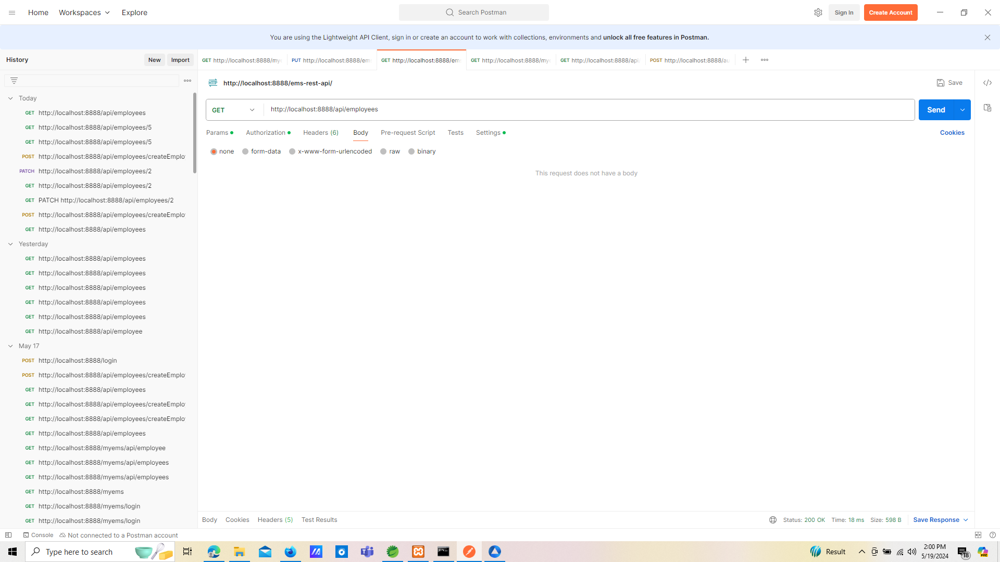 Home Workspaces Explore
Search Postman
Sign In Create Account
You are using the Lightweight API Client, sign in or create an account to work with collections, environments and unlock all free features in Postman.
History New Import
GET http://localhost:8888/my
PUT http://localhost:8888/em
GET http://localhost:8888/em
GET http://localhost:8888/my
GET http://localhost:8888/api
POST http://localhost:8888/au
Today
GET http://localhost:8888/api/employees
GET http://localhost:8888/api/employees/5
GET http://localhost:8888/api/employees/5
POST http://localhost:8888/api/employees/createEmplo
PATCH http://localhost:8888/api/employees/2
GET http://localhost:8888/api/employees/2
GET PATCH http://localhost:8888/api/employees/2
POST http://localhost:8888/api/employees/createEmplo
GET http://localhost:8888/api/employees
Yesterday
GET http://localhost:8888/api/employees
GET http://localhost:8888/api/employees
GET http://localhost:8888/api/employees
GET http://localhost:8888/api/employees
GET http://localhost:8888/api/employees
GET http://localhost:8888/api/employee
May 17
POST http://localhost:8888/login
POST http://localhost:8888/api/employees/createEmplo
GET http://localhost:8888/api/employees
GET http://localhost:8888/api/employees/createEmplo
GET http://localhost:8888/api/employees/createEmplo
GET http://localhost:8888/api/employees
GET http://localhost:8888/myems/api/employee
GET http://localhost:8888/myems/api/employees
GET http://localhost:8888/myems/api/employees
GET http://localhost:8888/myems
GET http://localhost:8888/myems/login
GET http://localhost:8888/myems/login
HTTP http://localhost:8888/ems-rest-api/
Save
GET http://localhost:8888/api/employees
Send
Params Authorization Headers (6) Body Pre-request Script Tests Settings
Cookies
none form-data x-www-form-urlencoded raw binary
This request does not have a body
Body Cookies Headers (5) Test Results
Status: 200 OK Time: 18 ms Size: 598 B Save Response
Console Not connected to a Postman account
Type here to search
Result
2:00 PM
5/19/2024
18
PRE